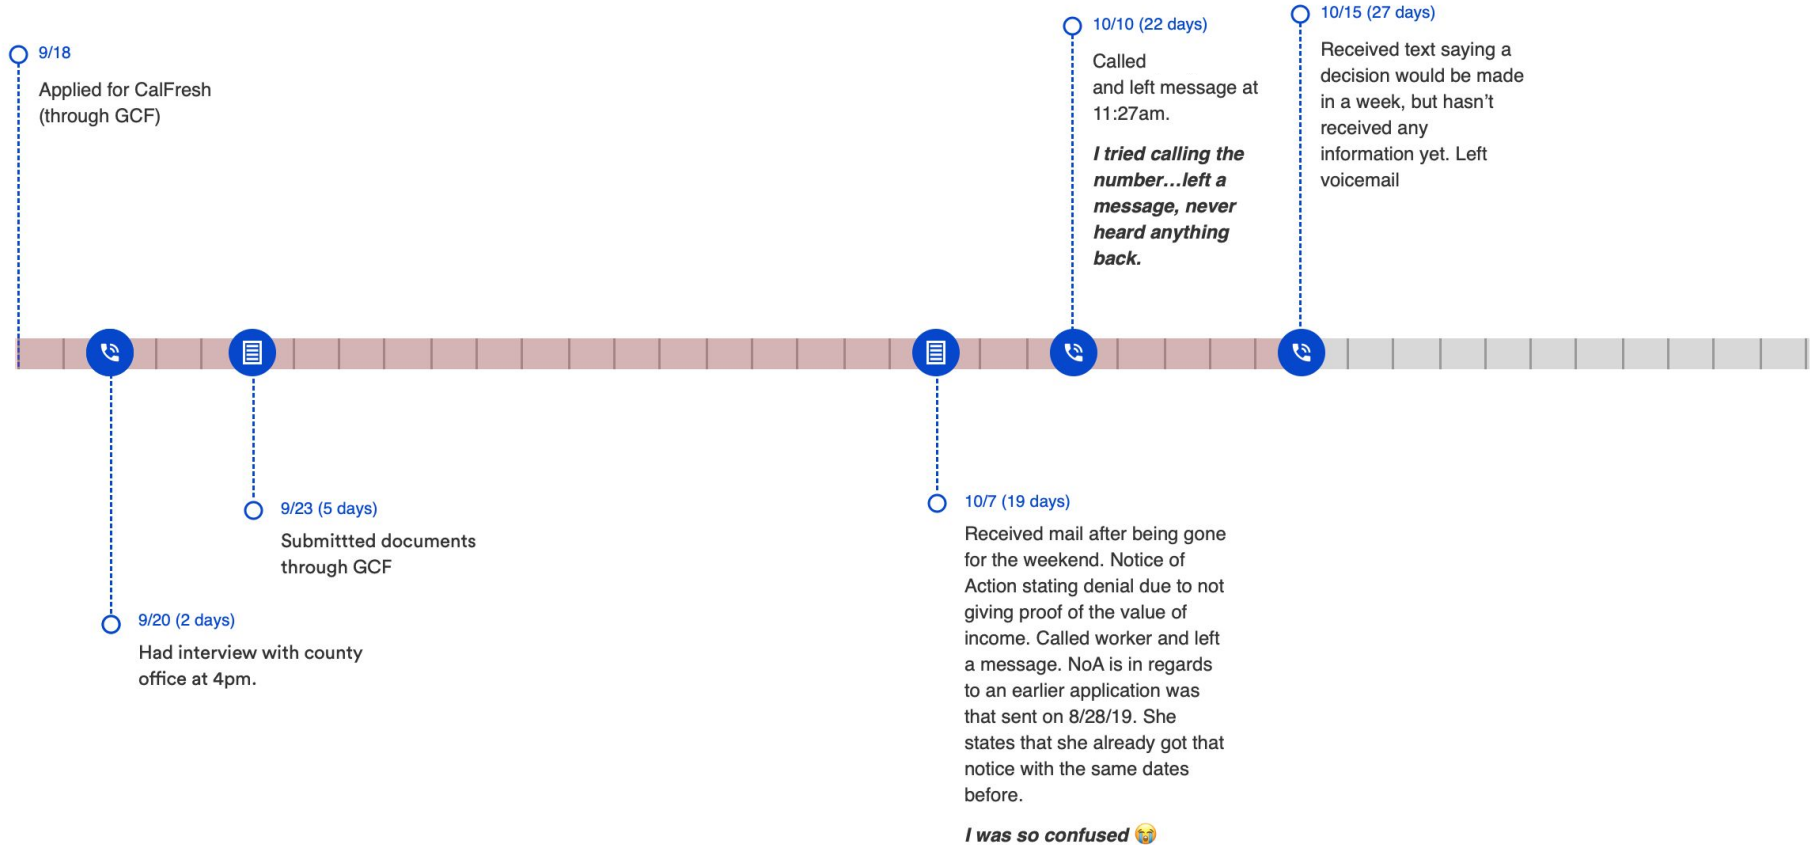 9/18
Applied for CalFresh
(through GCF)
9/20 (2 days)
Had interview with county
office at 4pm.
9/23 (5 days)
Submittted documents
through GCF
10/7 (19 days)
Received mail after being gone
for the weekend. Notice of
Action stating denial due to not
giving proof of the value of
income. Called worker and left
a message. NoA is in regards
to an earlier application was
that sent on 8/28/19. She
states that she already got that
notice with the same dates
before.
I was so confused 😭
10/10 (22 days)
Called
and left message at
11:27am.
I tried calling the
number…left a
message, never
heard anything
back.
10/15 (27 days)
Received text saying a
decision would be made
in a week, but hasn’t
received any
information yet. Left
voicemail